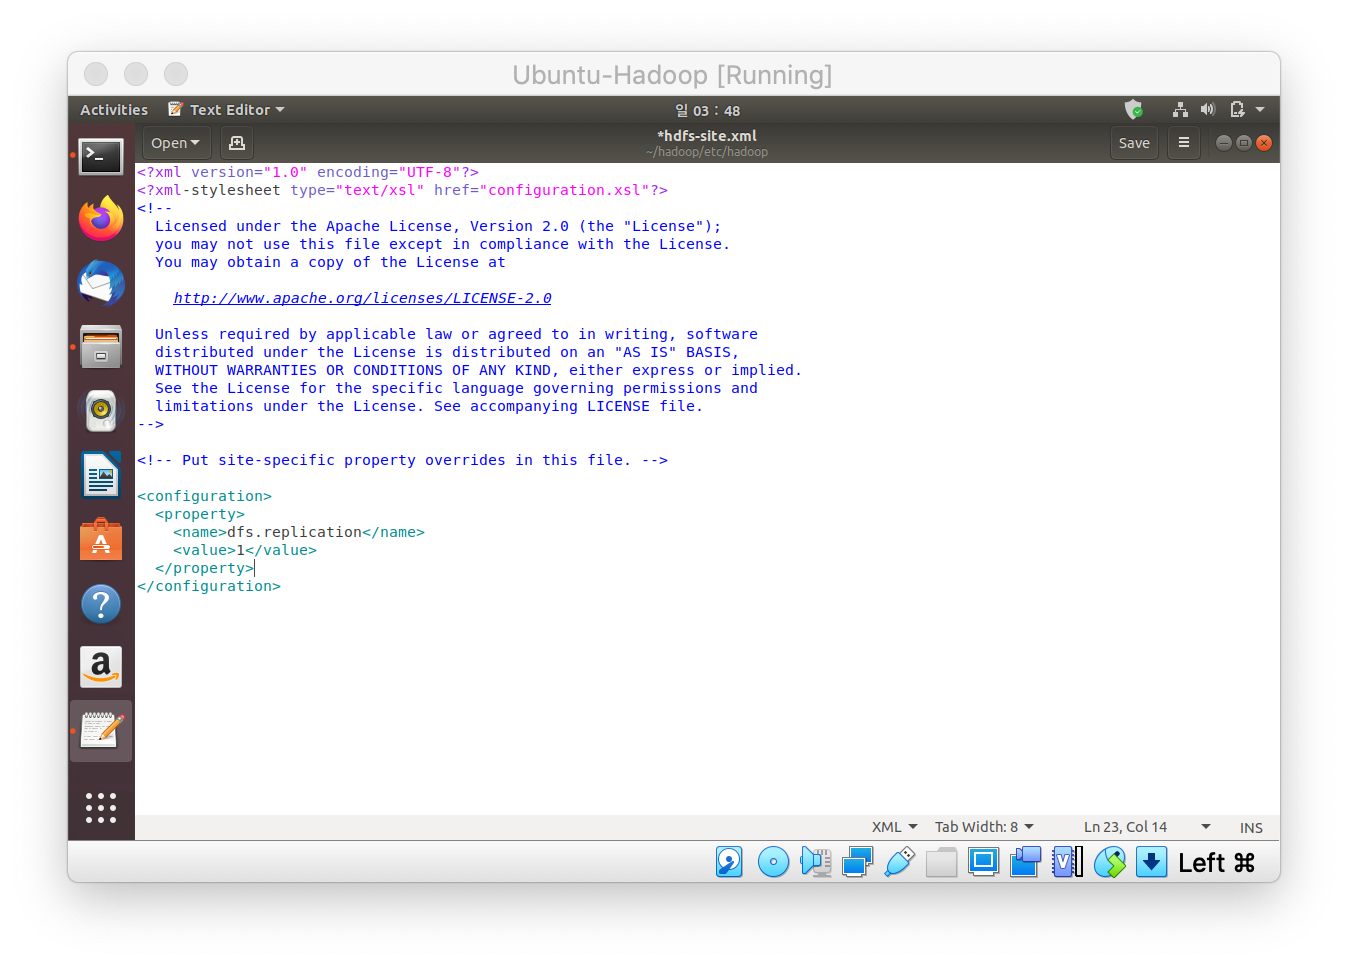 Ubuntu-Hadoop [Running]
Activities Text Editor 일 03 : 48
Open *hdfs-site.xml Save
~/hadoop/etc/hadoop
<?xml version="1.0" encoding="UTF-8"?>
<?xml-stylesheet type="text/xsl" href="configuration.xsl"?>
<!--
Licensed under the Apache License, Version 2.0 (the "License");
you may not use this file except in compliance with the License.
You may obtain a copy of the License at
http://www.apache.org/licenses/LICENSE-2.0
Unless required by applicable law or agreed to in writing, software
distributed under the License is distributed on an "AS IS" BASIS,
WITHOUT WARRANTIES OR CONDITIONS OF ANY KIND, either express or implied.
See the License for the specific language governing permissions and
limitations under the License. See accompanying LICENSE file.
-->
<!-- Put site-specific property overrides in this file. -->
<configuration>
<property>
<name>dfs.replication</name>
<value>1</value>
</property>
</configuration>
XML Tab Width: 8 Ln 23, Col 14 INS
Left ⌘